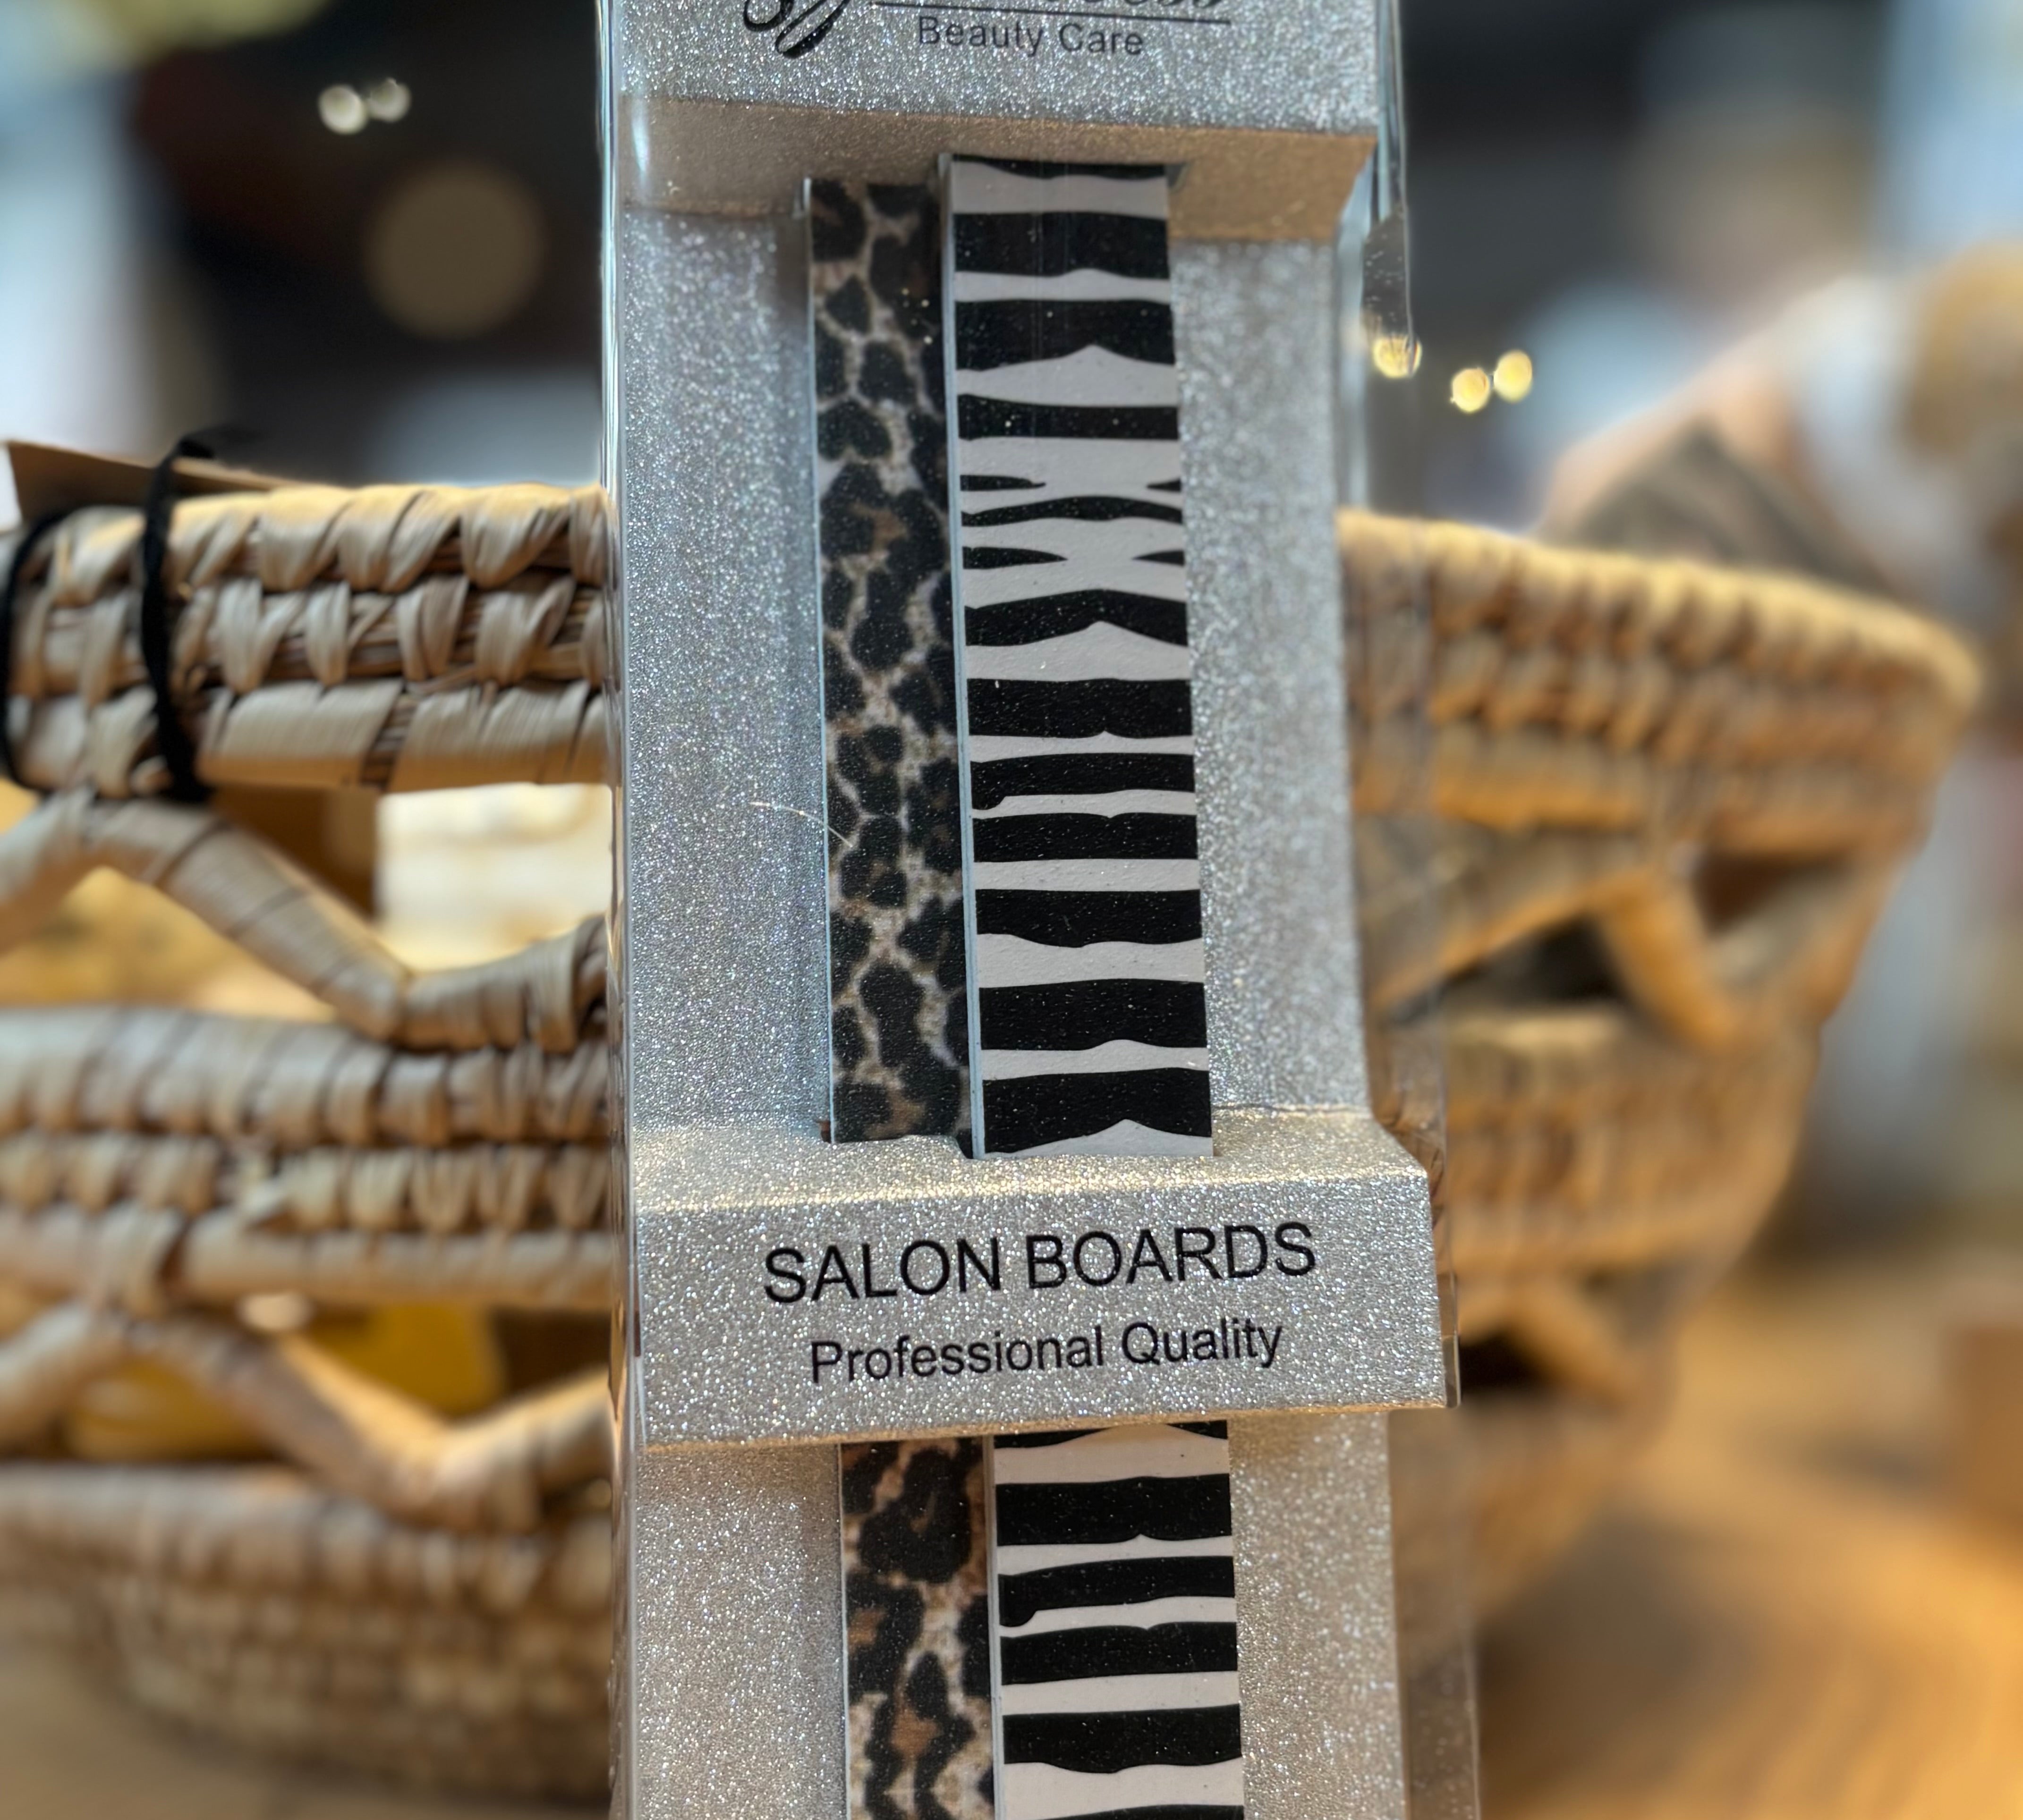 Beauty Care
SALON BOARDS
Professional Quality